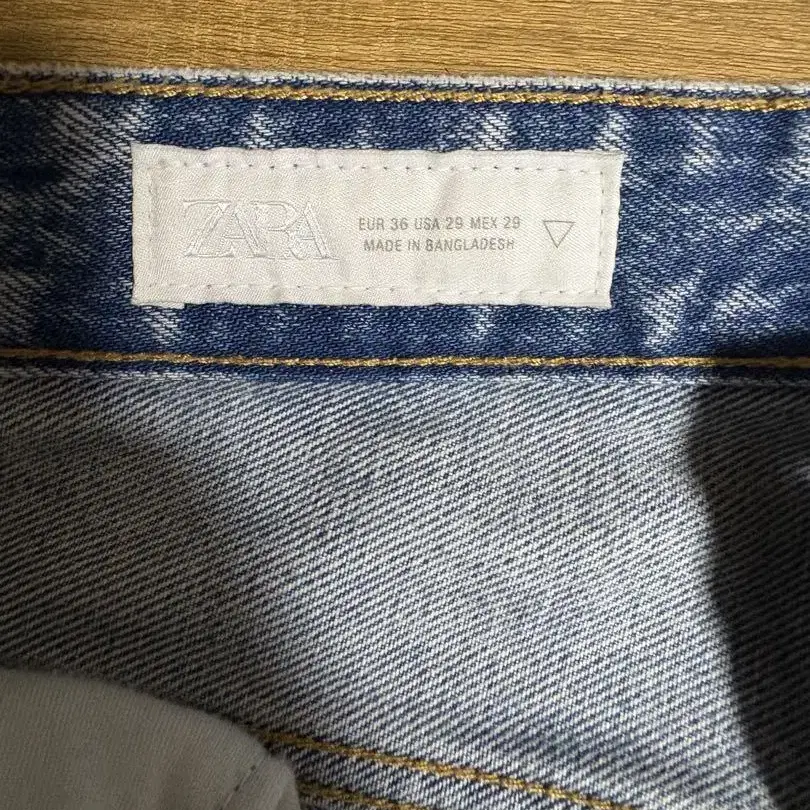 ZARA
EUR 36 USA 29 MEX 29
MADE IN BANGLADESH